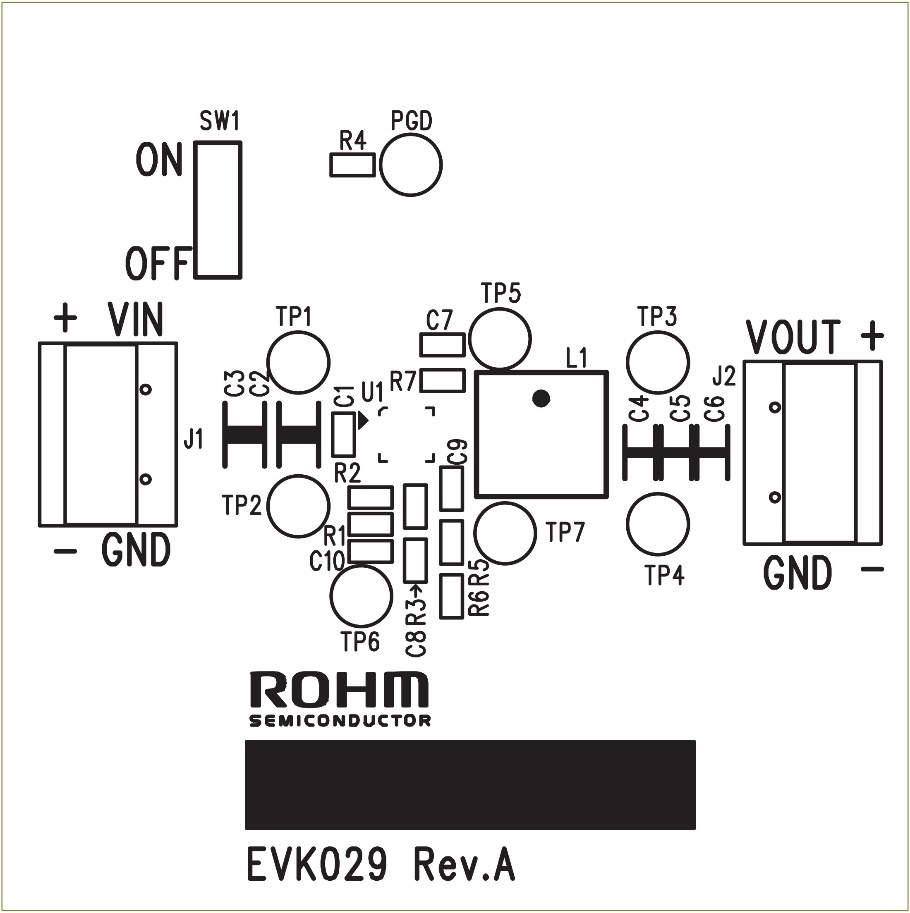 SW1
PGD
R4
ON
OFF
+ VIN
TP1
TP5
C7
TP3
VOUT +
L1
J2
R7
C3
C2
C1
U1
C4
C5
C6
J1
C9
R2
TP2
R1
C10
TP7
- GND
TP4
GND -
R5
R6
R3→
C8
TP6
ROHM
SEMICONDUCTOR
EVK029 Rev.A